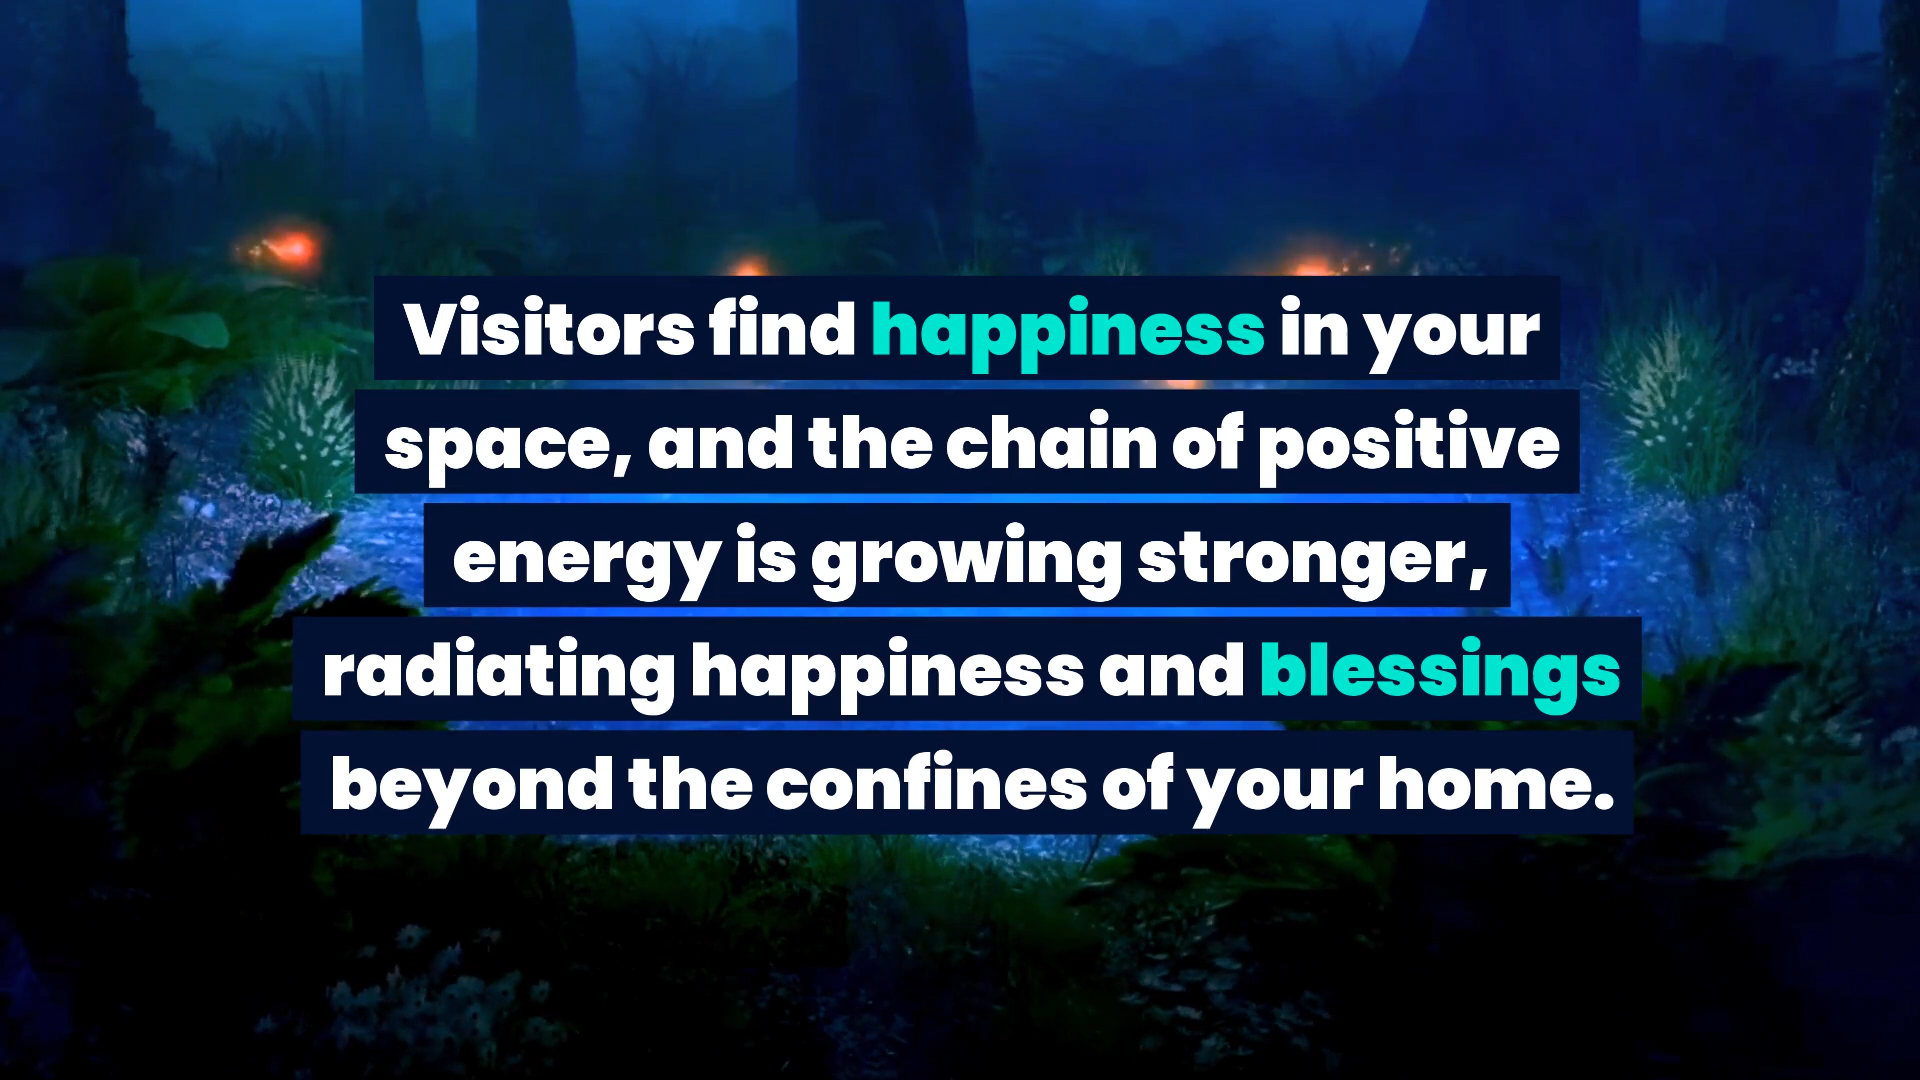 Visitors find happiness in your
space, and the chain of positive
energy is growing stronger,
radiating happiness and blessings
beyond the confines of your home.